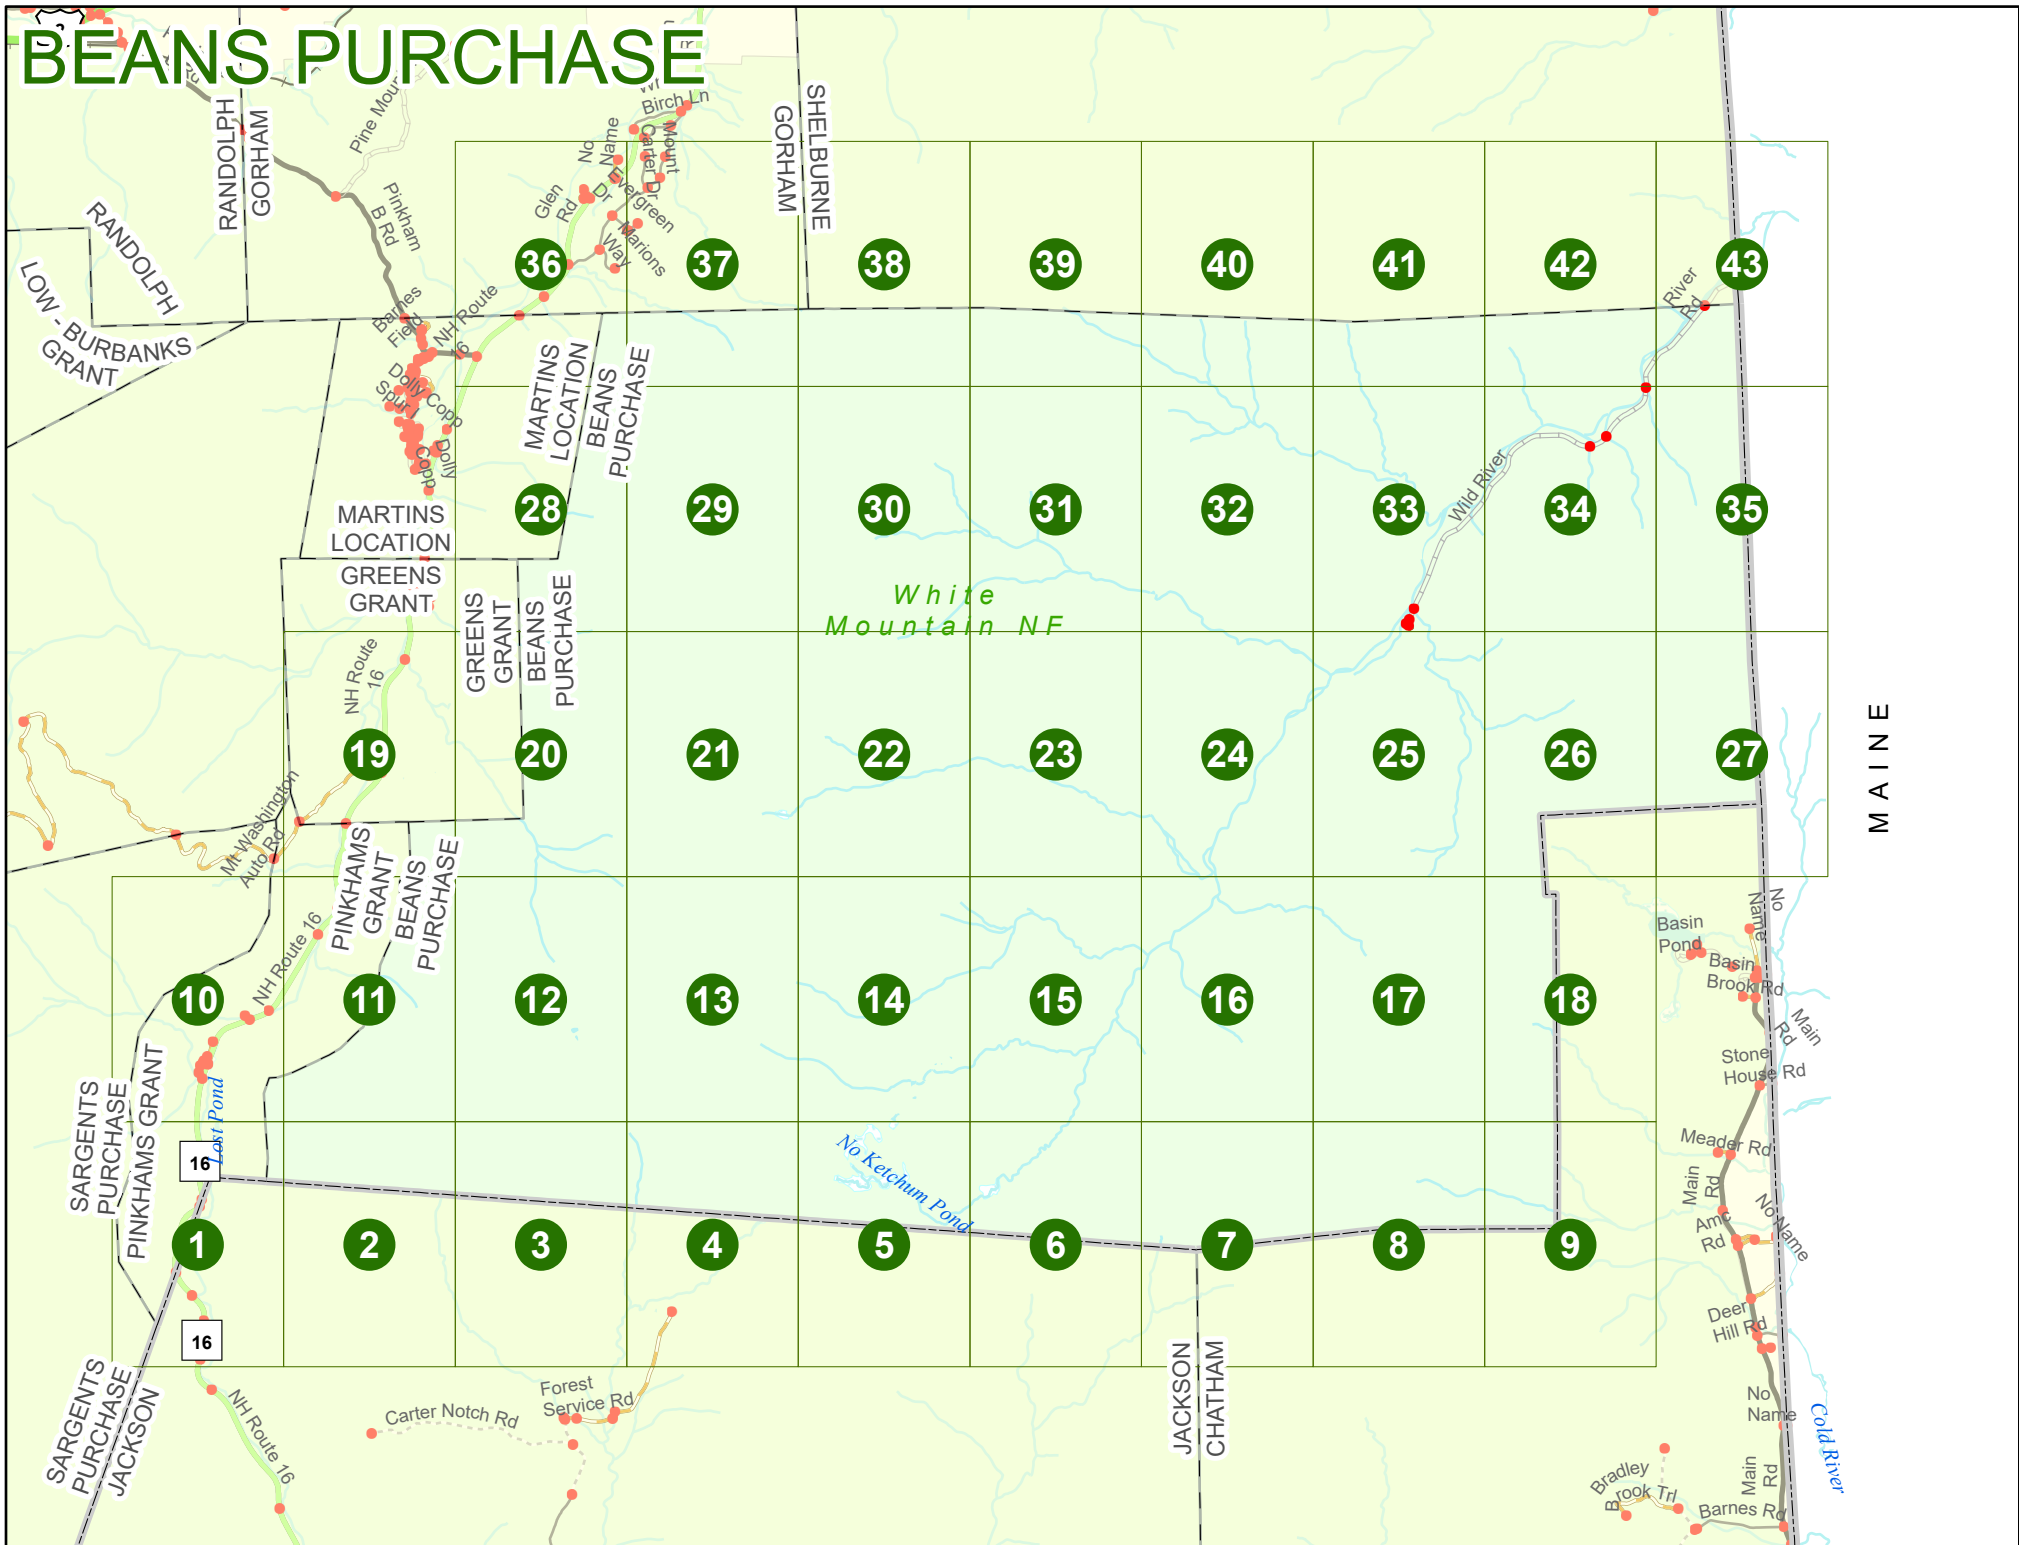 2
BEANS PURCHASE
Birch Ln
Pine Mour
RANDOLPH
GORHAM
No
Name
Mount
Carter Dr
SHELBURNE
GORHAM
Pinkham
B Rd
Glen
Rd
Evergreen
Dr
Marions
Way
RANDOLPH
LOW - BURBANKS
GRANT
36
37
38
39
40
41
42
43
River
Rd
Barnes
Field
NH Route
16
MARTINS
LOCATION
BEANS
PURCHASE
Dolly Copp
Spur I
Dolly
Copp
Wild River
28
29
30
31
32
33
34
35
MARTINS
LOCATION
GREENS
GRANT
GREENS
GRANT
BEANS
PURCHASE
White
Mountain NF
NH Route
16
MAINE
19
20
21
22
23
24
25
26
27
Mt Washington
Auto Rd
PINKHAMS
GRANT
BEANS
PURCHASE
NH Route 16
Basin
Pond
No
Name
Basin
Brook Rd
10
11
12
13
14
15
16
17
18
Main
Rd
Stone
House Rd
SARGENTS
PURCHASE
PINKHAMS GRANT
Lost Pond
16
No Ketchum Pond
Meader Rd
Main
Rd
Amc
Rd
No Name
1
2
3
4
5
6
7
8
9
16
Deer
Hill Rd
JACKSON
CHATHAM
SARGENTS
PURCHASE
JACKSON
NH Route 16
Carter Notch Rd
Forest
Service Rd
No
Name
Cold River
Main
Rd
Bradley
Brook Trl
Barnes Rd